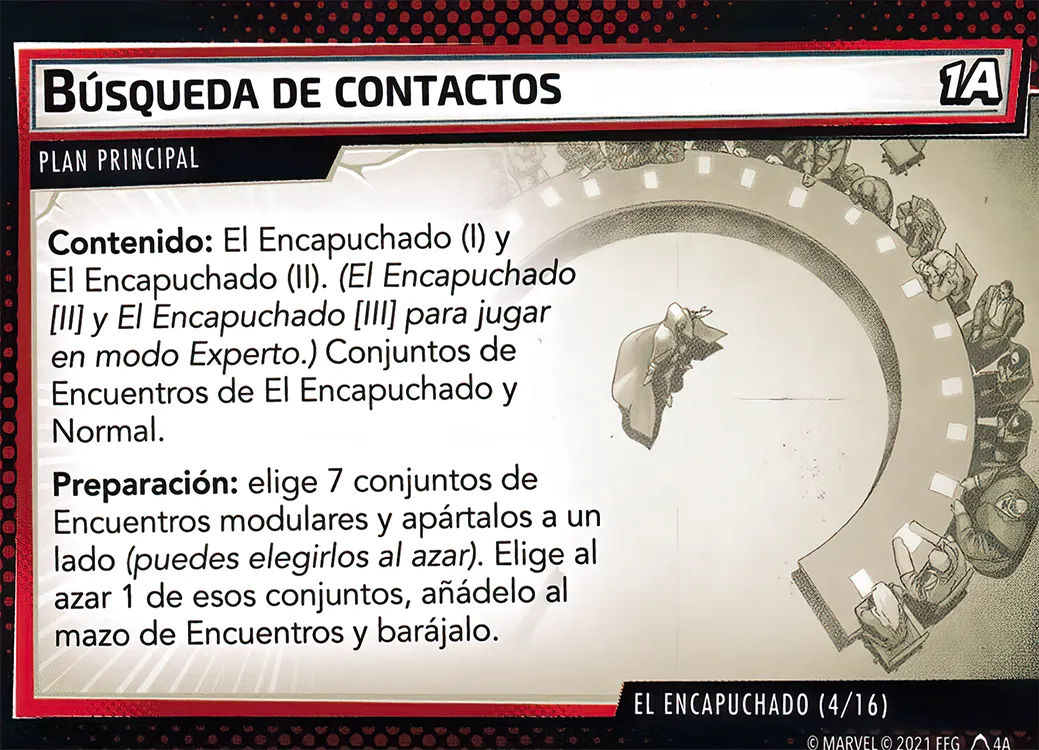 BÚSQUEDA DE CONTACTOS
1A
PLAN PRINCIPAL
Contenido: El Encapuchado (I) y
El Encapuchado (II). (El Encapuchado
[II] y El Encapuchado [III] para jugar
en modo Experto.) Conjuntos de
Encuentros de El Encapuchado y
Normal.
Preparación: elige 7 conjuntos de
Encuentros modulares y apártalos a un
lado (puedes elegirlos al azar). Elige al
azar 1 de esos conjuntos, añádelo al
mazo de Encuentros y barájalo.
EL ENCAPUCHADO (4/16)
© MARVEL © 2021 FFG 4A